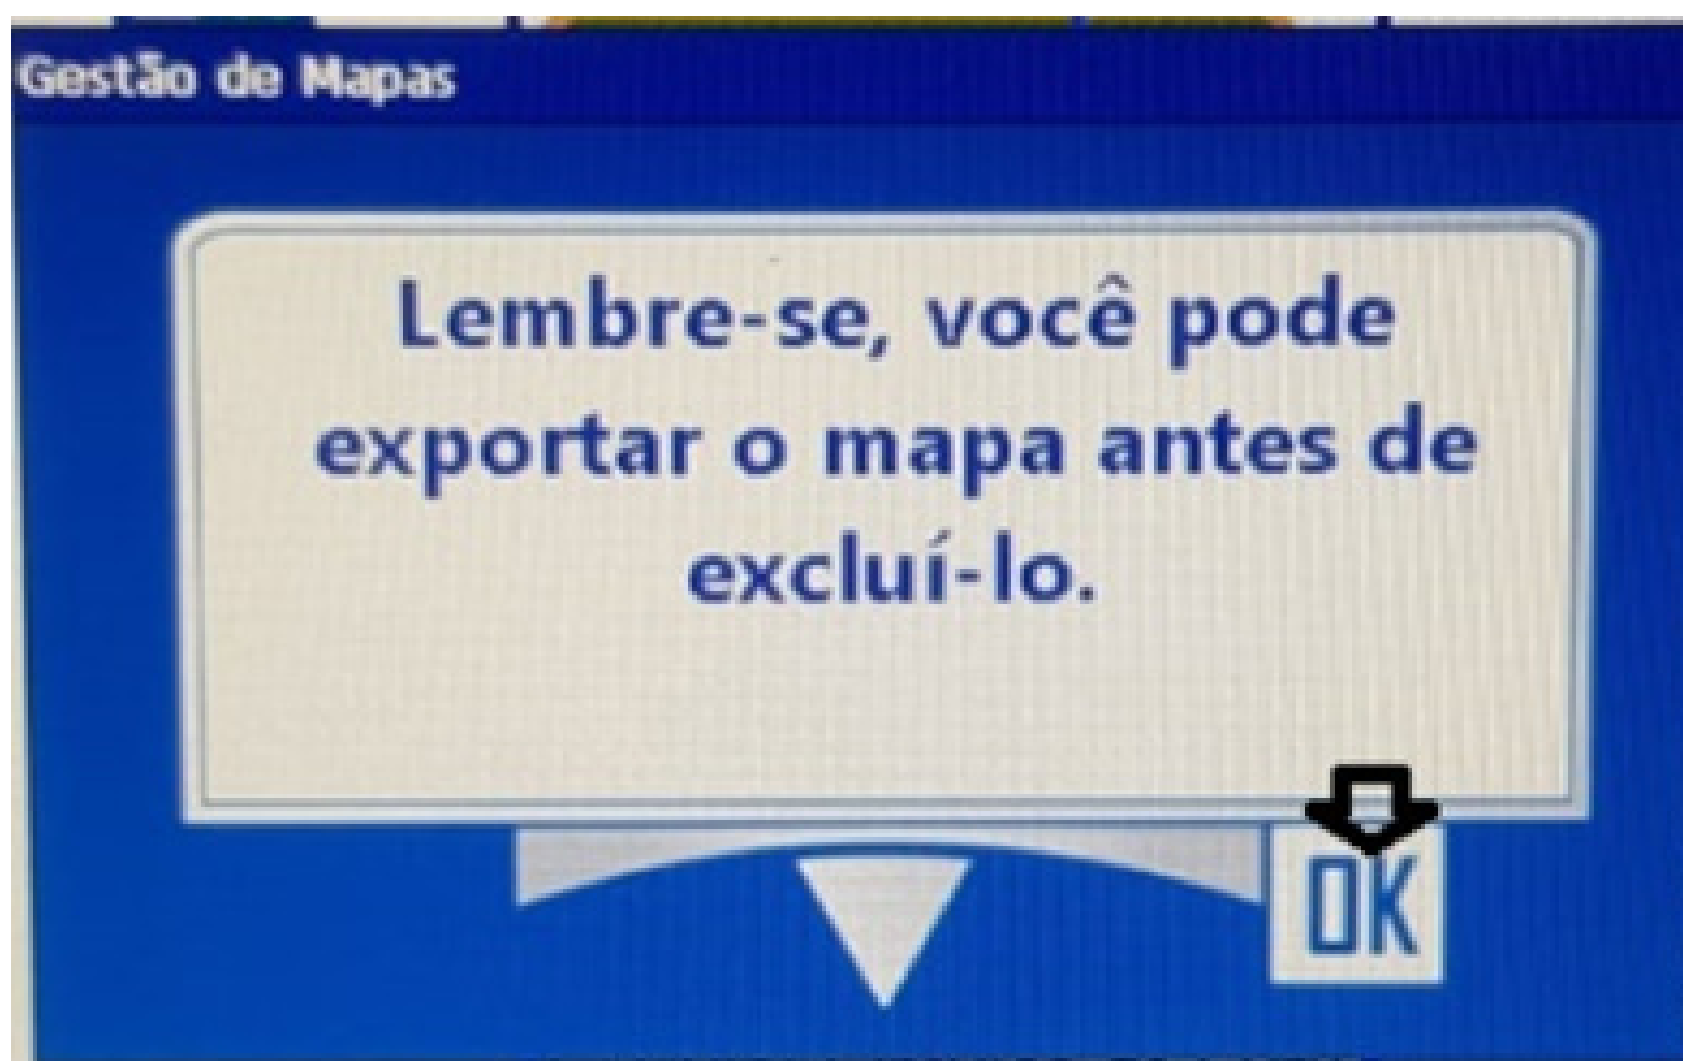 Gestão de Mapas
Lembre-se, você pode
exportar o mapa antes de
excluí-lo.
OK